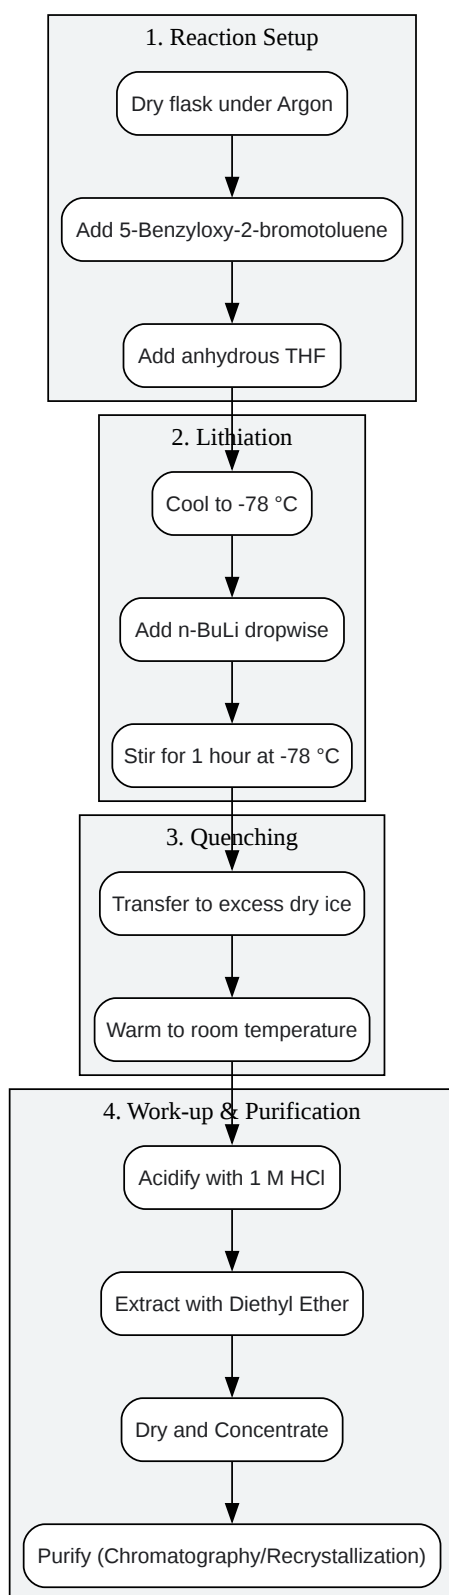 1. Reaction Setup
Dry flask under Argon
Add 5-Benzyloxy-2-bromotoluene
Add anhydrous THF
2. Lithiation
Cool to -78 °C
Add n-BuLi dropwise
Stir for 1 hour at -78 °C
3. Quenching
Transfer to excess dry ice
Warm to room temperature
4. Work-up & Purification
Acidify with 1 M HCl
Extract with Diethyl Ether
Dry and Concentrate
Purify (Chromatography/Recrystallization)